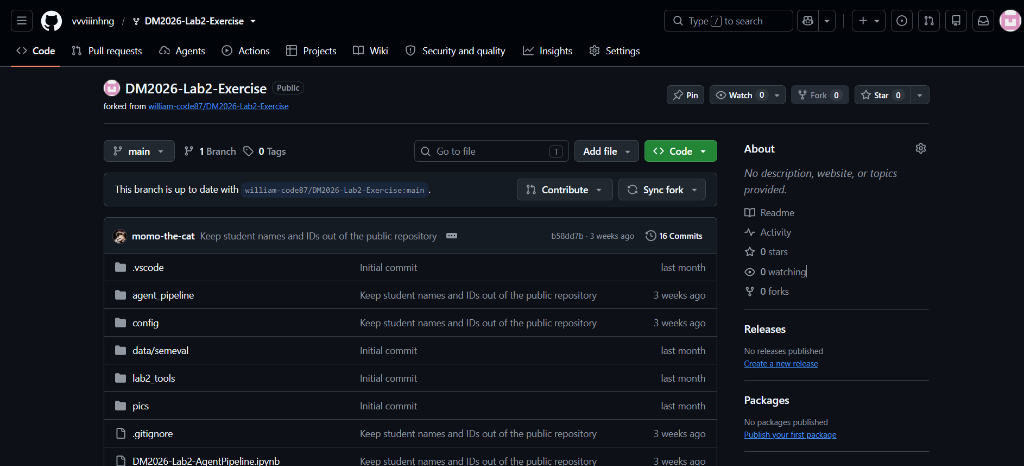 vvviiinhng / DM2026-Lab2-Exercise
Type / to search
Code Pull requests Agents Actions Projects Wiki Security and quality Insights Settings
DM2026-Lab2-Exercise Public
forked from william-code87/DM2026-Lab2-Exercise
Pin Watch 0 Fork 0 Star 0
main 1 Branch 0 Tags
Go to file T Add file Code
This branch is up to date with william-code87/DM2026-Lab2-Exercise:main .
Contribute Sync fork
momo-the-cat Keep student names and IDs out of the public repository b58dd7b · 3 weeks ago 16 Commits
.vscode Initial commit last month
agent_pipeline Keep student names and IDs out of the public repository 3 weeks ago
config Keep student names and IDs out of the public repository 3 weeks ago
data/semeval Initial commit last month
lab2_tools Initial commit last month
pics Initial commit last month
.gitignore Keep student names and IDs out of the public repository 3 weeks ago
DM2026-Lab2-AgentPipeline.ipynb Keep student names and IDs out of the public repository 3 weeks ago
About
No description, website, or topics
provided.
Readme
Activity
0 stars
0 watching
0 forks
Releases
No releases published
Create a new release
Packages
No packages published
Publish your first package